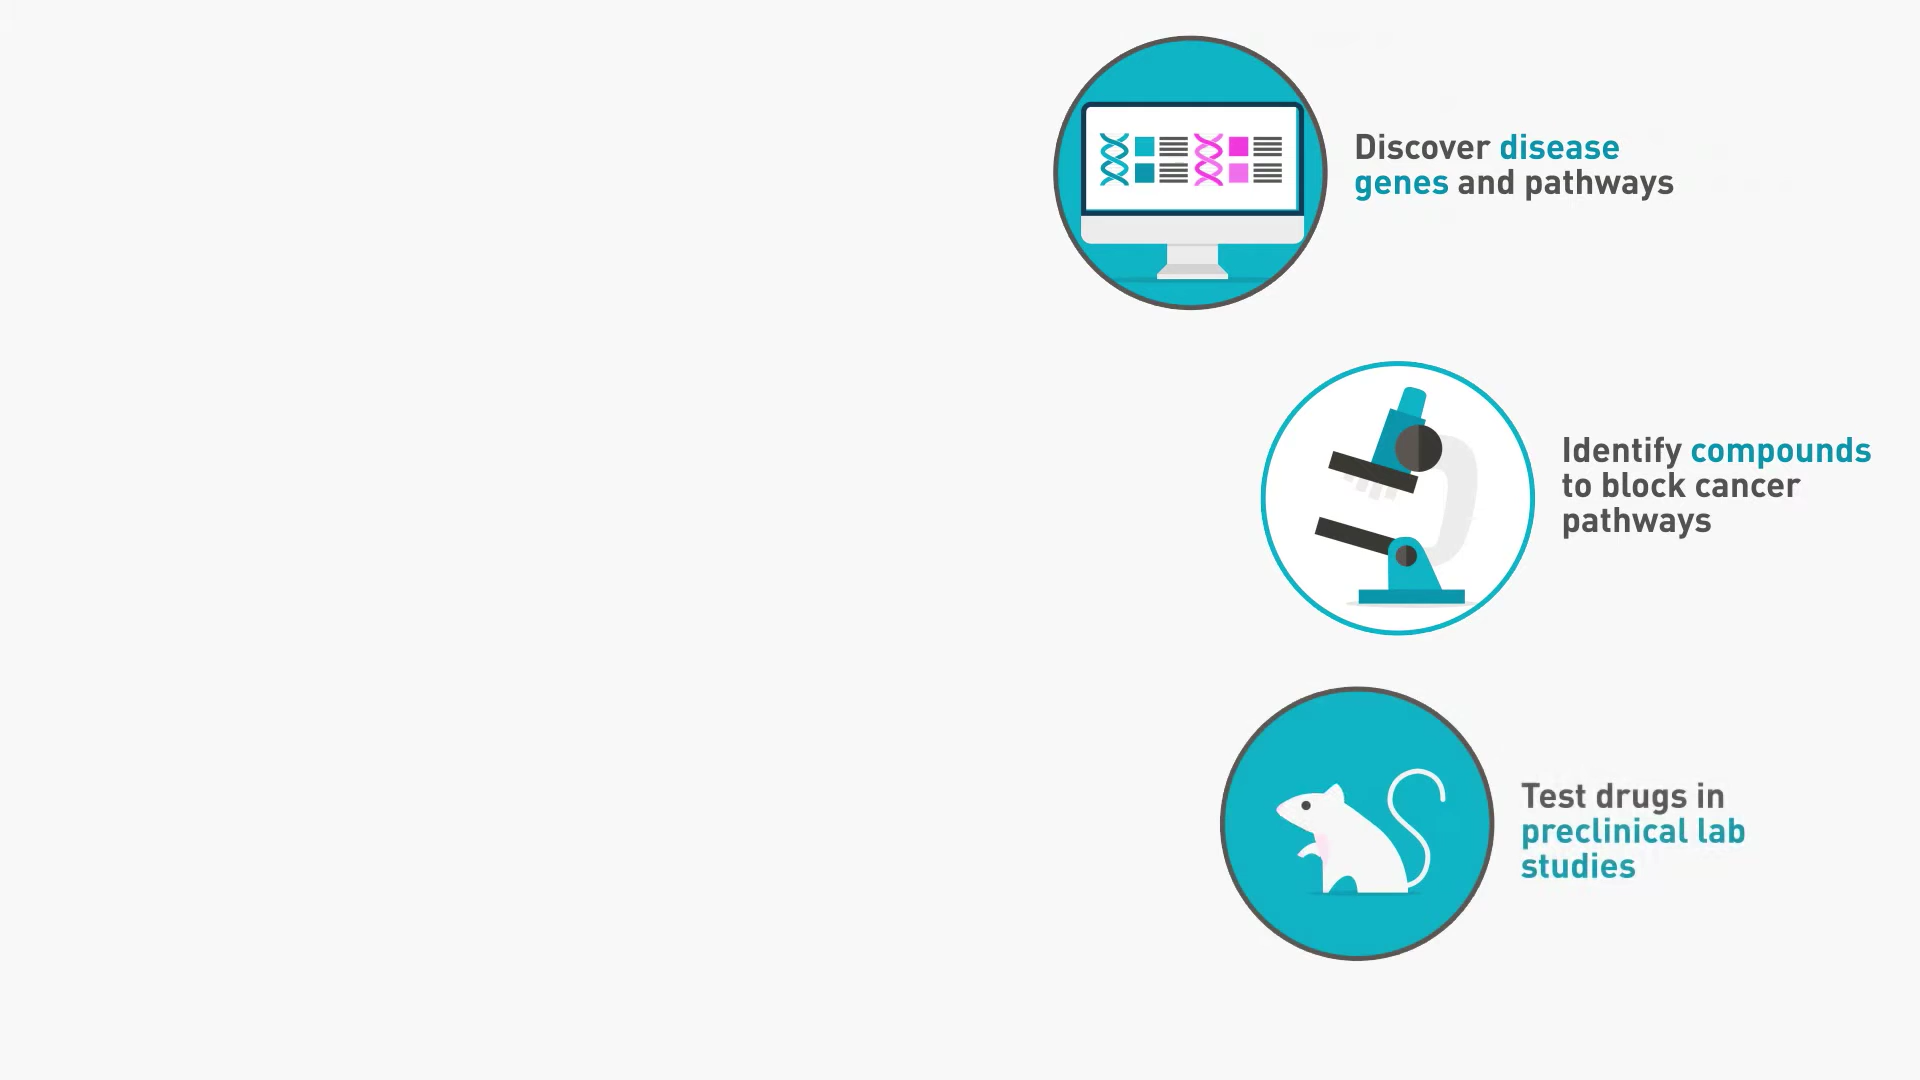 Discover disease
genes and pathways
Identify compounds
to block cancer
pathways
Test drugs in
preclinical lab
studies